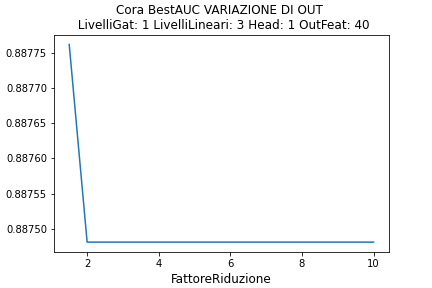 Cora BestAUC VARIAZIONE DI OUT
LivelliGat: 1 LivelliLineari: 3 Head: 1 OutFeat: 40
0.88775
0.88770
0.88765
0.88760
0.88755
0.88750
2 4 6 8 10
FattoreRiduzione